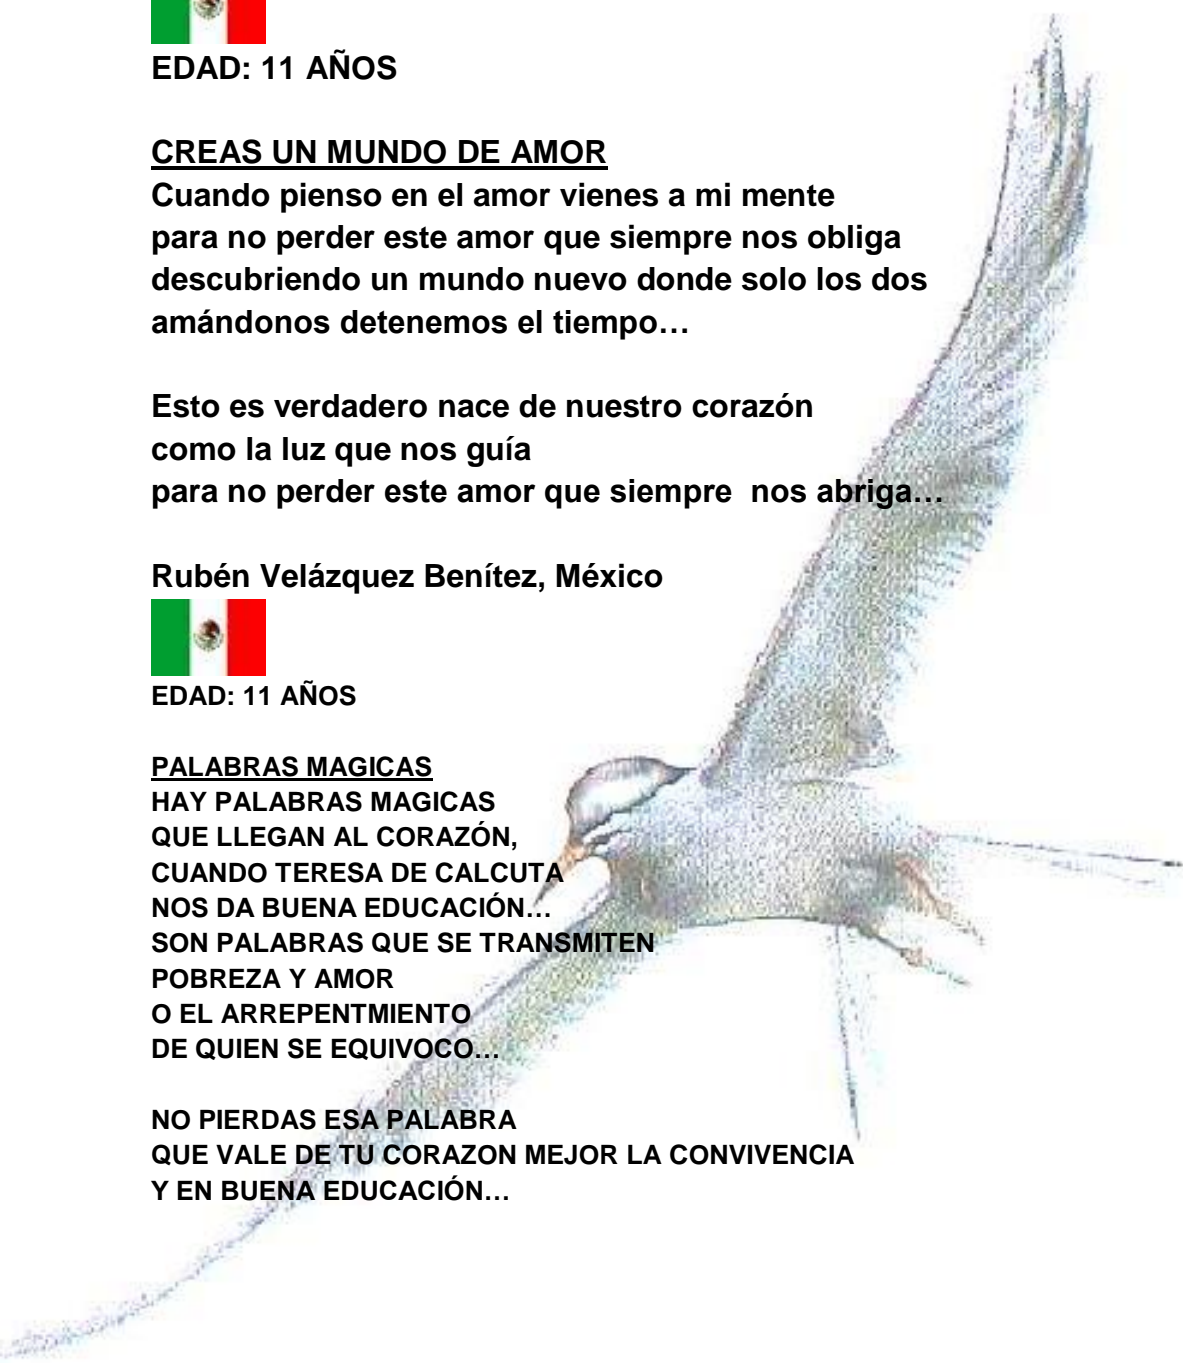 EDAD: 11 AÑOS
CREAS UN MUNDO DE AMOR
Cuando pienso en el amor vienes a mi mente
para no perder este amor que siempre nos obliga
descubriendo un mundo nuevo donde solo los dos
amándonos detenemos el tiempo…
Esto es verdadero nace de nuestro corazón
como la luz que nos guía
para no perder este amor que siempre  nos abriga…
Rubén Velázquez Benítez, México
EDAD: 11 AÑOS
PALABRAS MAGICAS
HAY PALABRAS MAGICAS
QUE LLEGAN AL CORAZÓN,
CUANDO TERESA DE CALCUTA
NOS DA BUENA EDUCACIÓN…
SON PALABRAS QUE SE TRANSMITEN
POBREZA Y AMOR
O EL ARREPENTMIENTO
DE QUIEN SE EQUIVOCO…
NO PIERDAS ESA PALABRA
QUE VALE DE TU CORAZON MEJOR LA CONVIVENCIA
Y EN BUENA EDUCACIÓN…